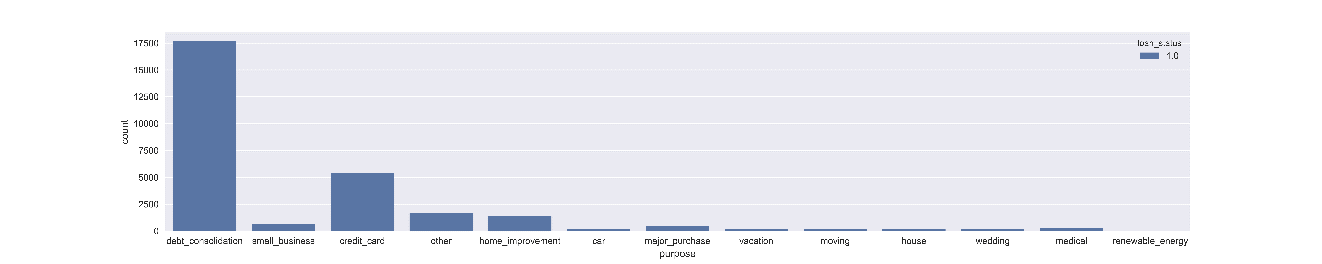 17500
15000
12500
10000
7500
5000
2500
0
count
loan_status
1.0
debt_consolidation small_business credit_card other home_improvement car major_purchase vacation moving house wedding medical renewable_energy
purpose